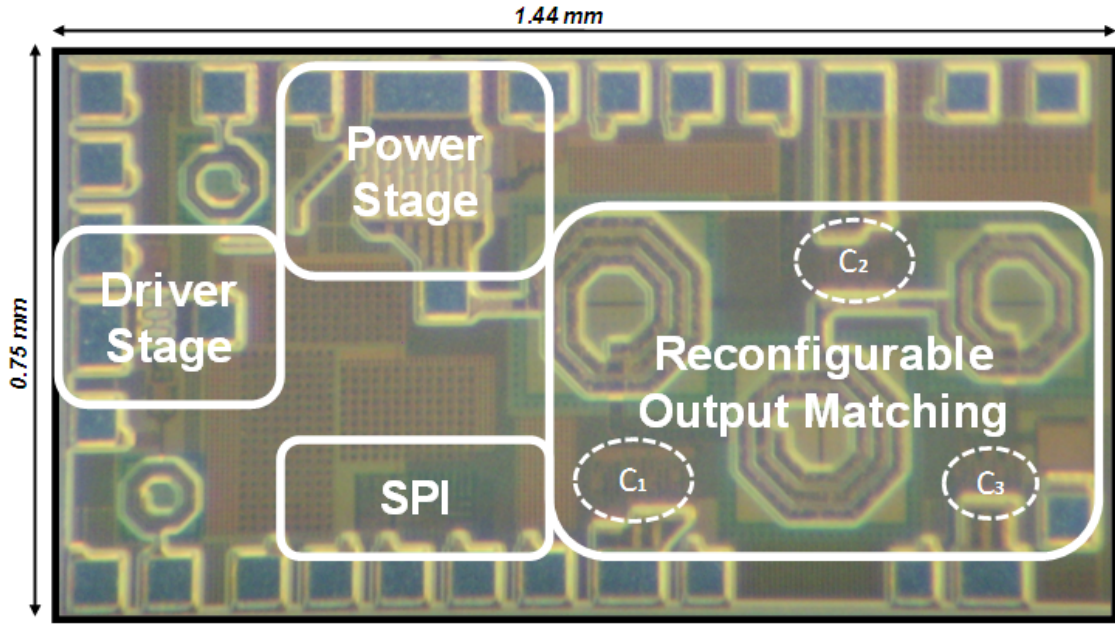 1.44 mm
0.75 mm
Power
Stage
Driver
Stage
C₂
Reconfigurable
Output Matching
SPI
C₁
C₃